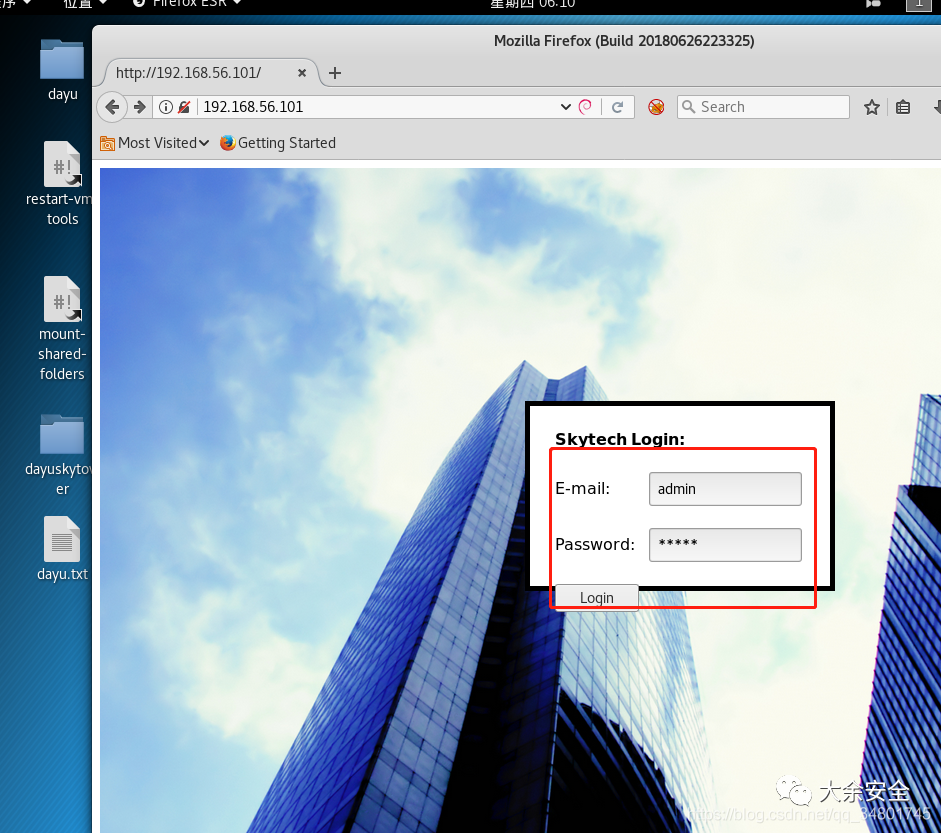 位置
Firefox ESR
星期四 06:10
1
Mozilla Firefox (Build 20180626223325)
http://192.168.56.101/
192.168.56.101
Search
Most Visited
Getting Started
dayu
restart-vm
tools
mount-
shared-
folders
dayuskytow
er
dayu.txt
Skytech Login:
E-mail:
admin
Password:
*****
Login
大余安全
https://blog.csdn.net/qq_34801745